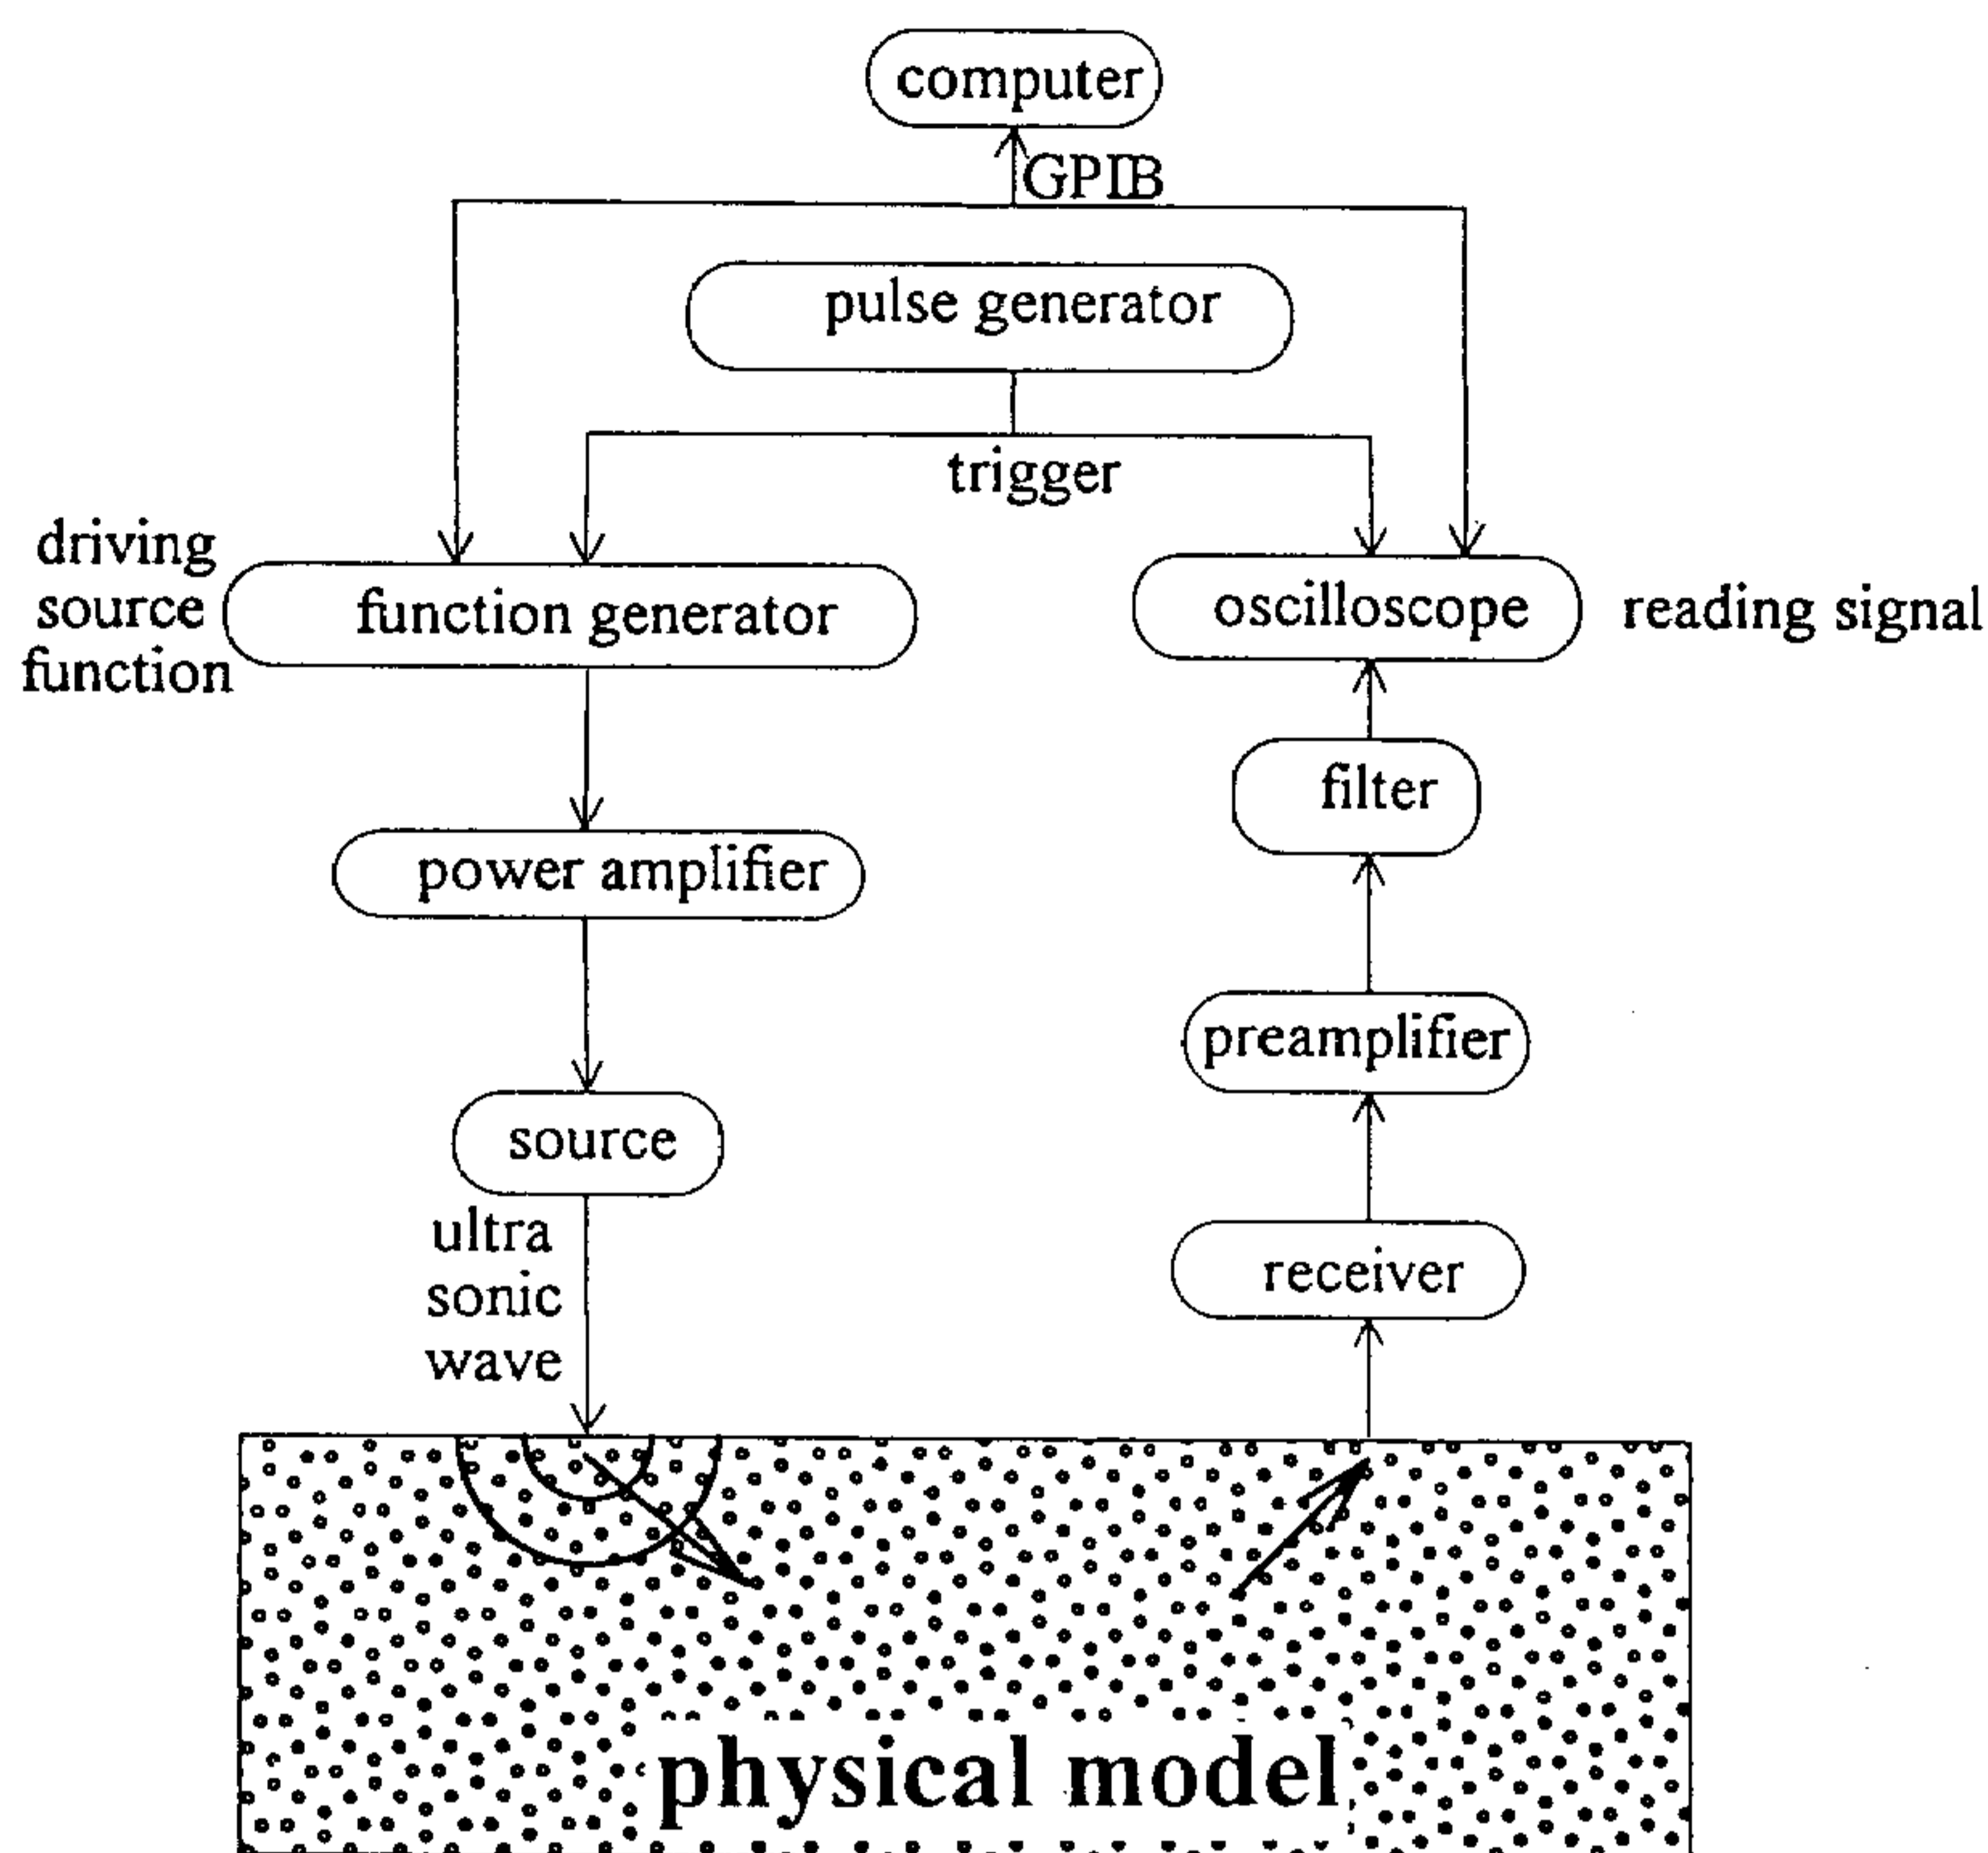 computer
GPIB
pulse generator
trigger
driving
source
function
function generator
oscilloscope
reading signal
filter
power amplifier
preamplifier
source
receiver
ultra
sonic
wave
physical model